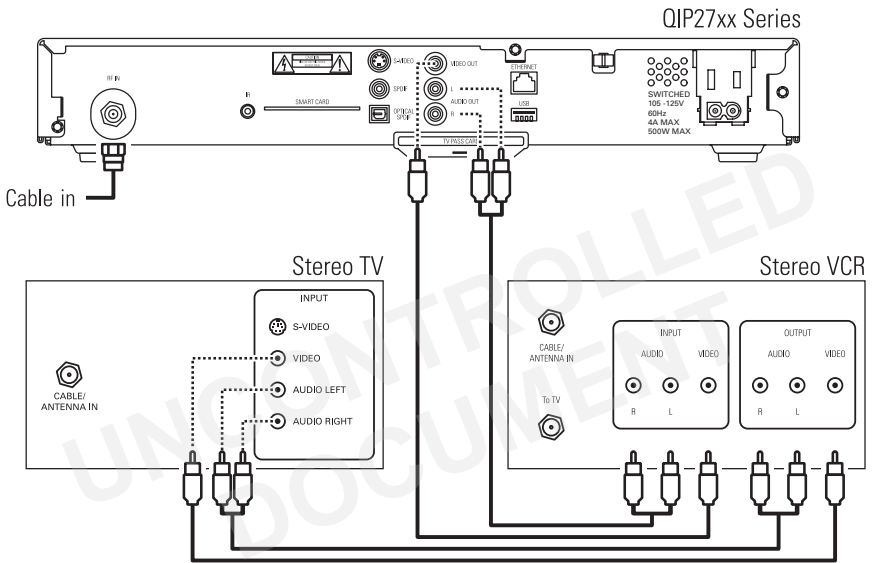 QIP27xx Series
RF IN
IR
SMART CARD
S-VIDEO
SPDIF
OPTICAL
SPDIF
VIDEO OUT
L
AUDIO OUT
R
ETHERNET
USB
TV PASS CARD
SWITCHED
105 -125V
60Hz
4A MAX
500W MAX
Cable in
Stereo TV
INPUT
S-VIDEO
VIDEO
AUDIO LEFT
AUDIO RIGHT
CABLE/
ANTENNA IN
Stereo VCR
CABLE/
ANTENNA IN
To TV
INPUT
AUDIO VIDEO
R L
OUTPUT
AUDIO VIDEO
R L
UNCONTROLLED
DOCUMENT